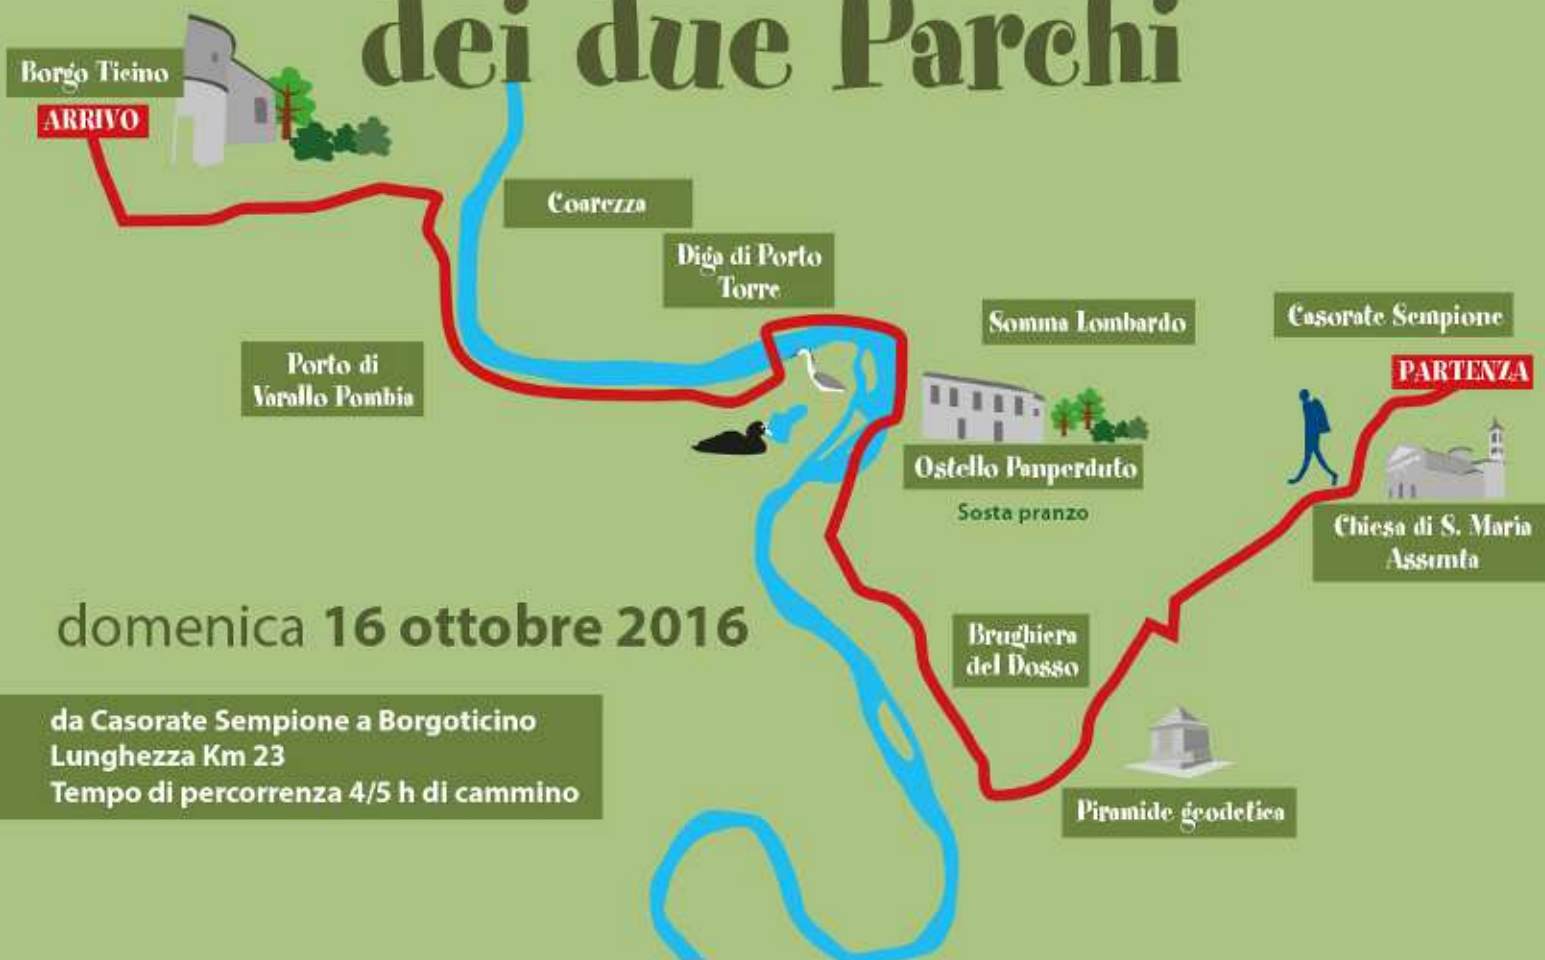 dei due Parchi
Borgo Ticino
ARRIVO
Coarezza
Diga di Porto
Torre
Somma Lombardo
Casorate Sempione
PARTENZA
Porto di
Varallo Pombia
Ostello Panperduto
Sosta pranzo
Chiesa di S. Maria
Assunta
domenica 16 ottobre 2016
Brughiera
del Dosso
da Casorate Sempione a Borgoticino
Lunghezza Km 23
Tempo di percorrenza 4/5 h di cammino
Piramide geodetica